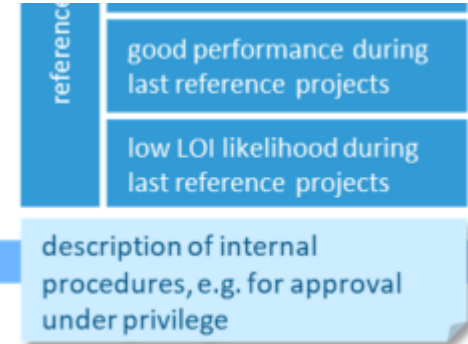 reference
good performance during
last reference projects
low LOI likelihood during
last reference projects
description of internal
procedures, e.g. for approval
under privilege